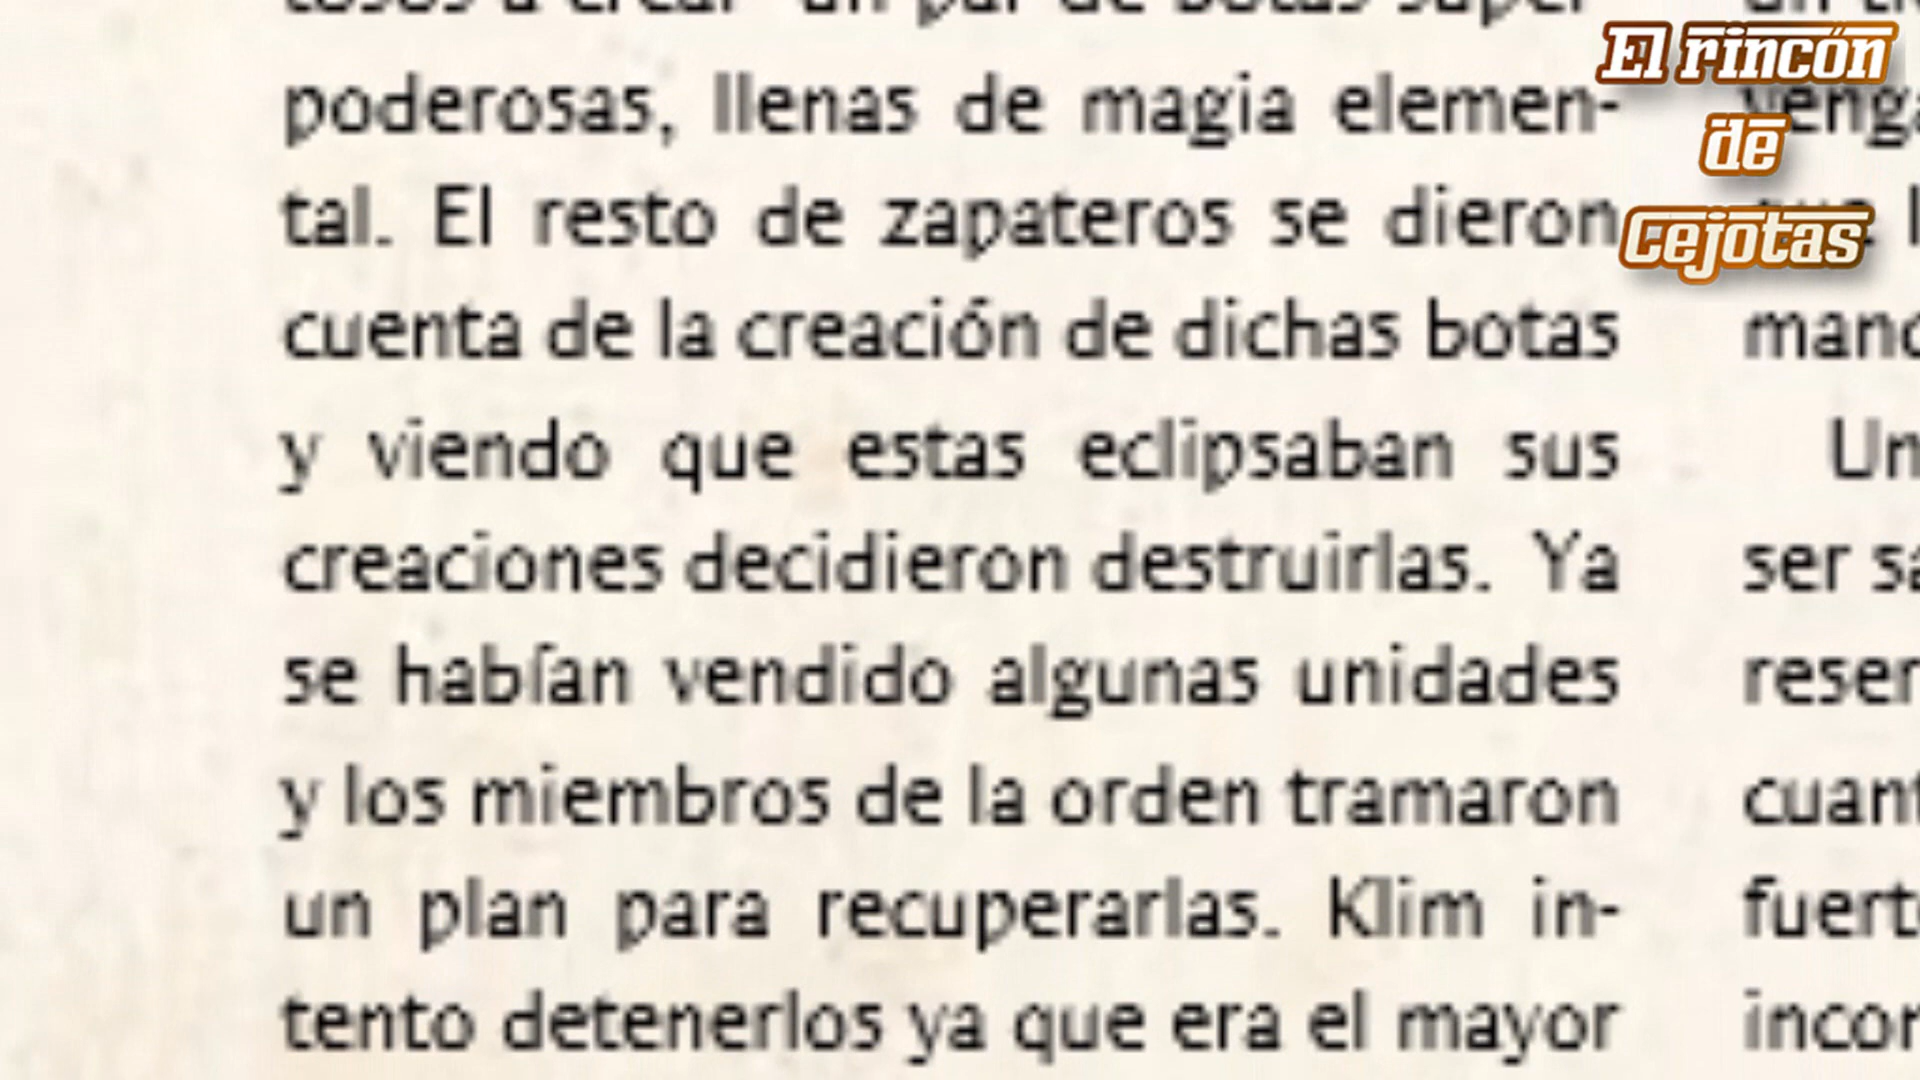 poderosas, llenas de magia elemen-
tal. El resto de zapateros se dieron
cuenta de la creación de dichas botas
y viendo que estas eclipsaban sus
creaciones decidieron destruirlas. Ya
se habían vendido algunas unidades
y los miembros de la orden tramaron
un plan para recuperarlas. Klim in-
tento detenerlos ya que era el mayor
Un
ser
El rincón
de
Cejotas